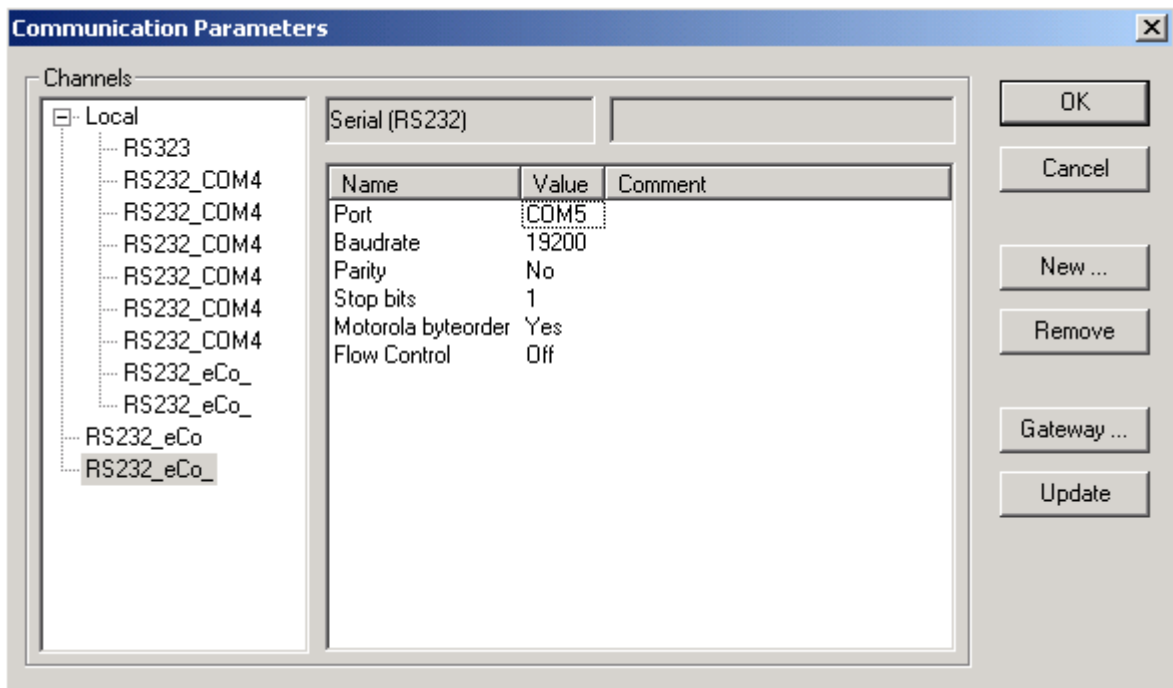 Communication Parameters
Channels
Local
RS323
RS232_COM4
RS232_COM4
RS232_COM4
RS232_COM4
RS232_COM4
RS232_COM4
RS232_eCo_
RS232_eCo_
RS232_eCo
RS232_eCo_
Serial (RS232)
Name Value Comment
Port COM5
Baudrate 19200
Parity No
Stop bits 1
Motorola byteorder Yes
Flow Control Off
OK
Cancel
New ...
Remove
Gateway ...
Update